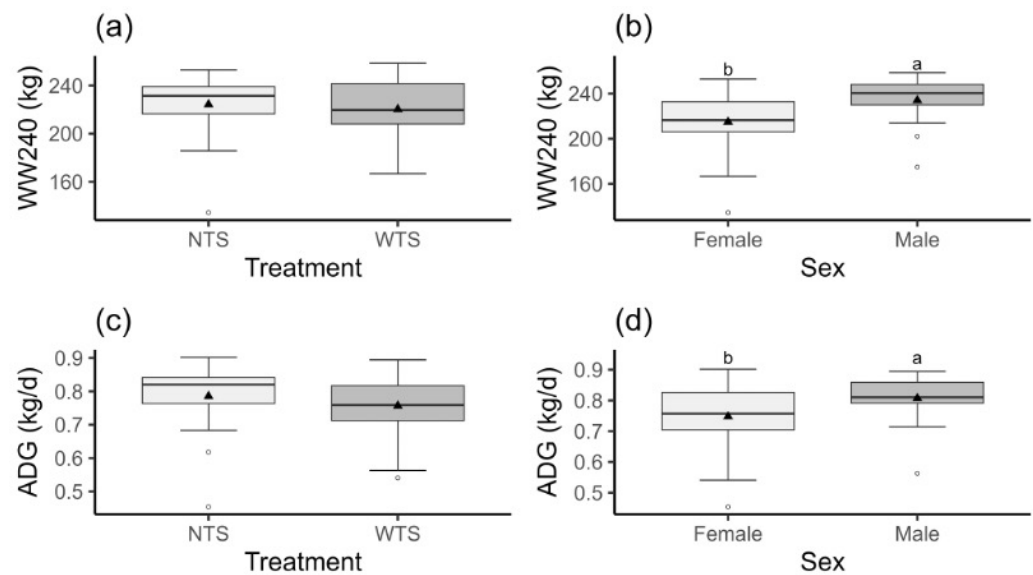 (a)
WW240 (kg)
240
200
160
NTS WTS
Treatment
(b)
WW240 (kg)
240
200
160
b a
Female Male
Sex
(c)
ADG (kg/d)
0.9
0.8
0.7
0.6
0.5
NTS WTS
Treatment
(d)
ADG (kg/d)
0.9
0.8
0.7
0.6
0.5
b a
Female Male
Sex